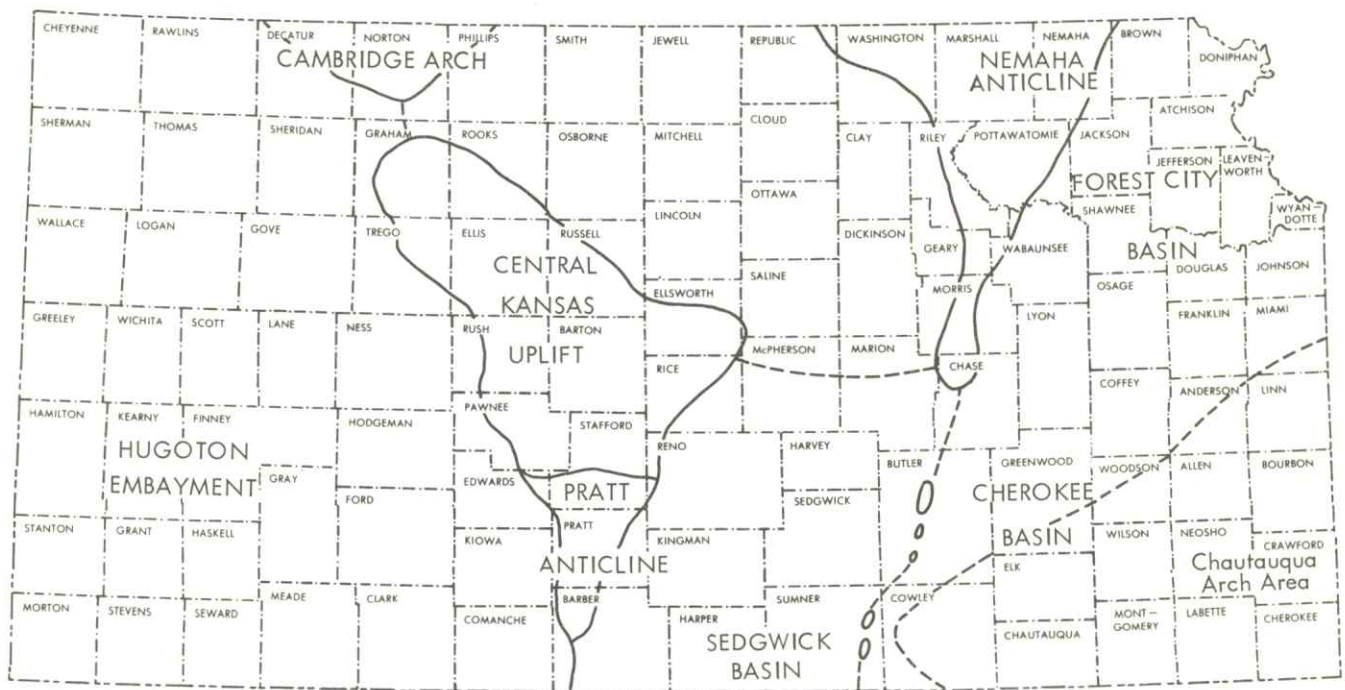 CHEYENNE
RAWLINS
DECATUR
NORTON
PHILLIPS
SMITH
JEWELL
REPUBLIC
WASHINGTON
MARSHALL
NEMAHA
BROWN
DONIPHAN
CAMBRIDGE ARCH
NEMAHA
ANTICLINE
ATCHISON
SHERMAN
THOMAS
SHERIDAN
GRAHAM
ROOKS
OSBORNE
MITCHELL
CLOUD
CLAY
RILEY
POTTAWATOMIE
JACKSON
JEFFERSON
LEAVEN-
WORTH
FOREST CITY
BASIN
WYAN-
DOTTE
OTTAWA
LINCOLN
SHAWNEE
WALLACE
LOGAN
GOVE
TREGO
ELLIS
RUSSELL
DICKINSON
GEARY
WABAUNSEE
CENTRAL
KANSAS
UPLIFT
SALINE
ELLSWORTH
MORRIS
OSAGE
DOUGLAS
JOHNSON
GREELEY
WICHITA
SCOTT
LANE
NESS
RUSH
BARTON
LYON
FRANKLIN
MIAMI
RICE
McPHERSON
MARION
CHASE
COFFEY
ANDERSON
LINN
HAMILTON
KEARNY
FINNEY
HODGEMAN
PAWNEE
STAFFORD
RENO
HARVEY
HUGOTON
EMBAYMENT
GRAY
FORD
EDWARDS
PRATT
ANTICLINE
PRATT
SEDGWICK
BUTLER
GREENWOOD
CHEROKEE
BASIN
WOODSON
ALLEN
BOURBON
STANTON
GRANT
HASKELL
KIOWA
KINGMAN
ELK
WILSON
NEOSHO
CRAWFORD
Chautauqua
Arch Area
MORTON
STEVENS
SEWARD
MEADE
CLARK
COMANCHE
BARBER
HARPER
SUMNER
COWLEY
CHAUTAUQUA
MONT-
GOMERY
LABETTE
CHEROKEE
SEDGWICK
BASIN